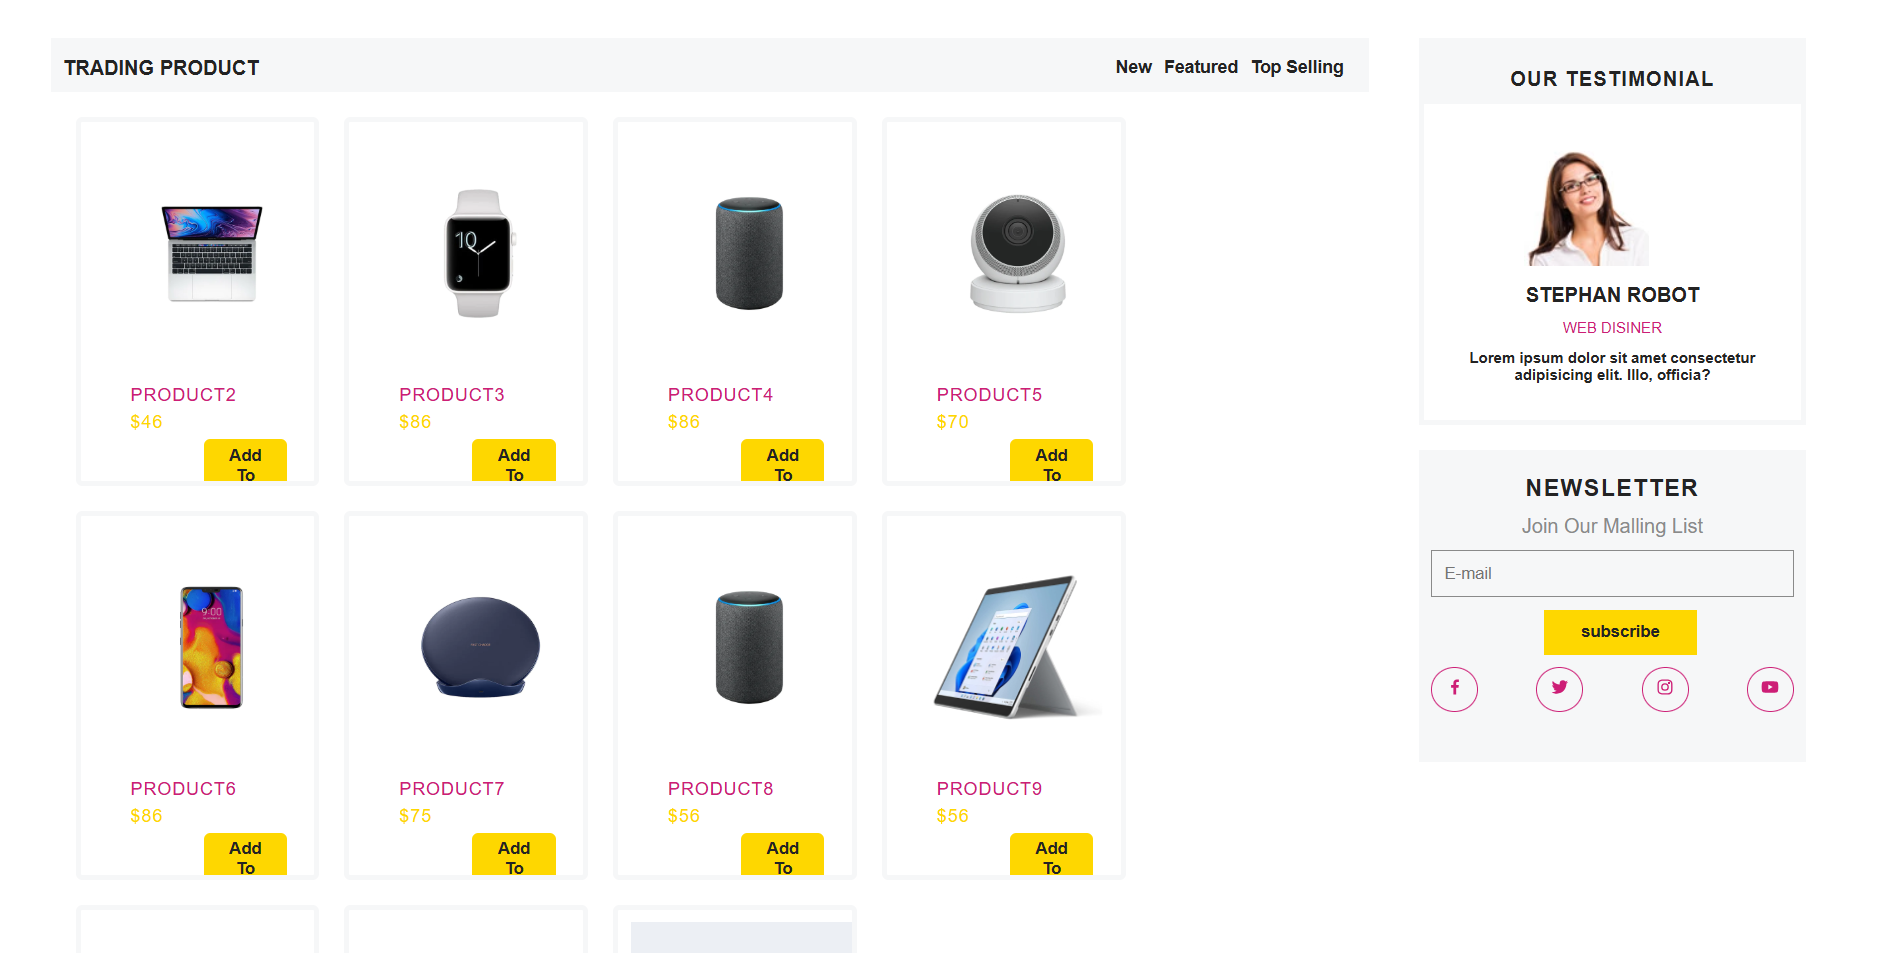 TRADING PRODUCT
New Featured Top Selling
PRODUCT2
$46
Add
To
PRODUCT3
$86
Add
To
PRODUCT4
$86
Add
To
PRODUCT5
$70
Add
To
PRODUCT6
$86
Add
To
PRODUCT7
$75
Add
To
PRODUCT8
$56
Add
To
PRODUCT9
$56
Add
To
OUR TESTIMONIAL
STEPHAN ROBOT
WEB DISINER
Lorem ipsum dolor sit amet consectetur
adipisicing elit. Illo, officia?
NEWSLETTER
Join Our Malling List
E-mail
subscribe